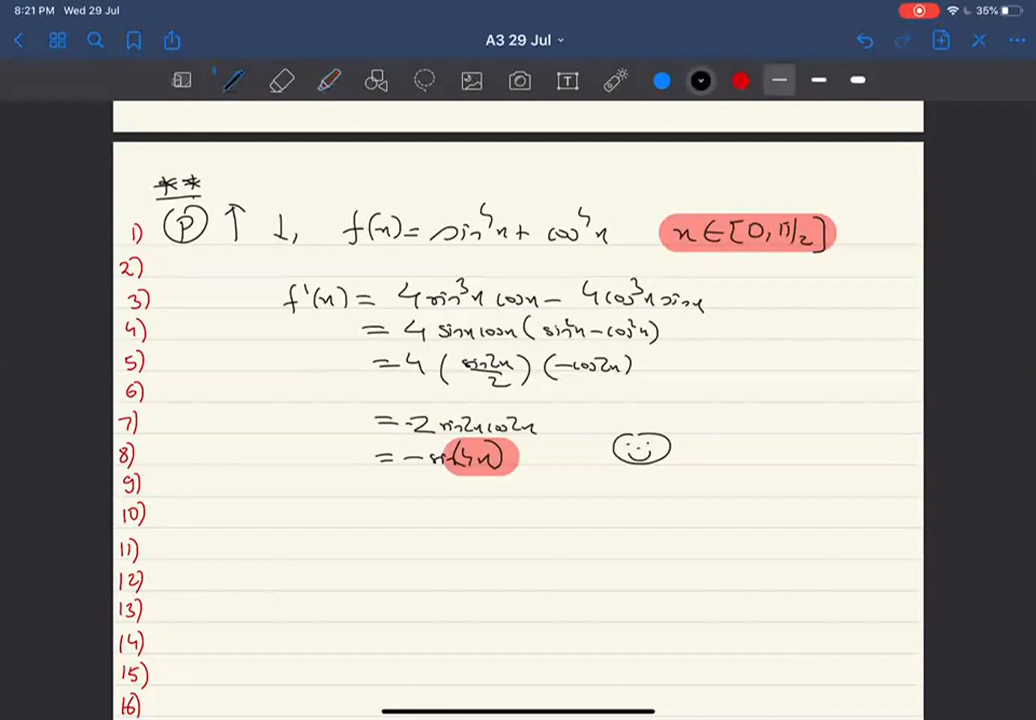 8:21 PM Wed 29 Jul
35%
A3 29 Jul
**
1) (P) ↑ ↓, f(x) = sin⁴x + cos⁴x x ∈ [0, π/2]
2)
3) f'(x) = 4 sin³x cosx − 4cos³x sinx
4) = 4 sinx cosx (sin²x − cos²x)
5) = 4 (sin2x/2) (−cos2x)
6)
7) = −2 sin2x cos2x
8) = − sin(4x)
9)
10)
11)
12)
13)
14)
15)
16)